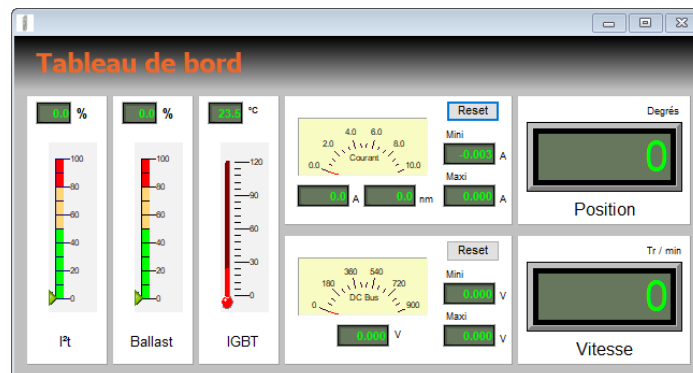 Tableau de bord
0.0 %
100
80
60
40
20
0
I²t
0.0 %
100
80
60
40
20
0
Ballast
23.5 °C
120
90
60
30
0
IGBT
Reset
0.0 2.0 4.0 6.0 8.0 10.0
Courant
Mini
-0.003 A
Maxi
0.000 A
0.0 A 0.0 nm
Degrés
0
Position
Reset
0 180 360 540 720 900
DC Bus
Mini
0.000 V
Maxi
0.000 V
0.000 V
Tr / min
0
Vitesse